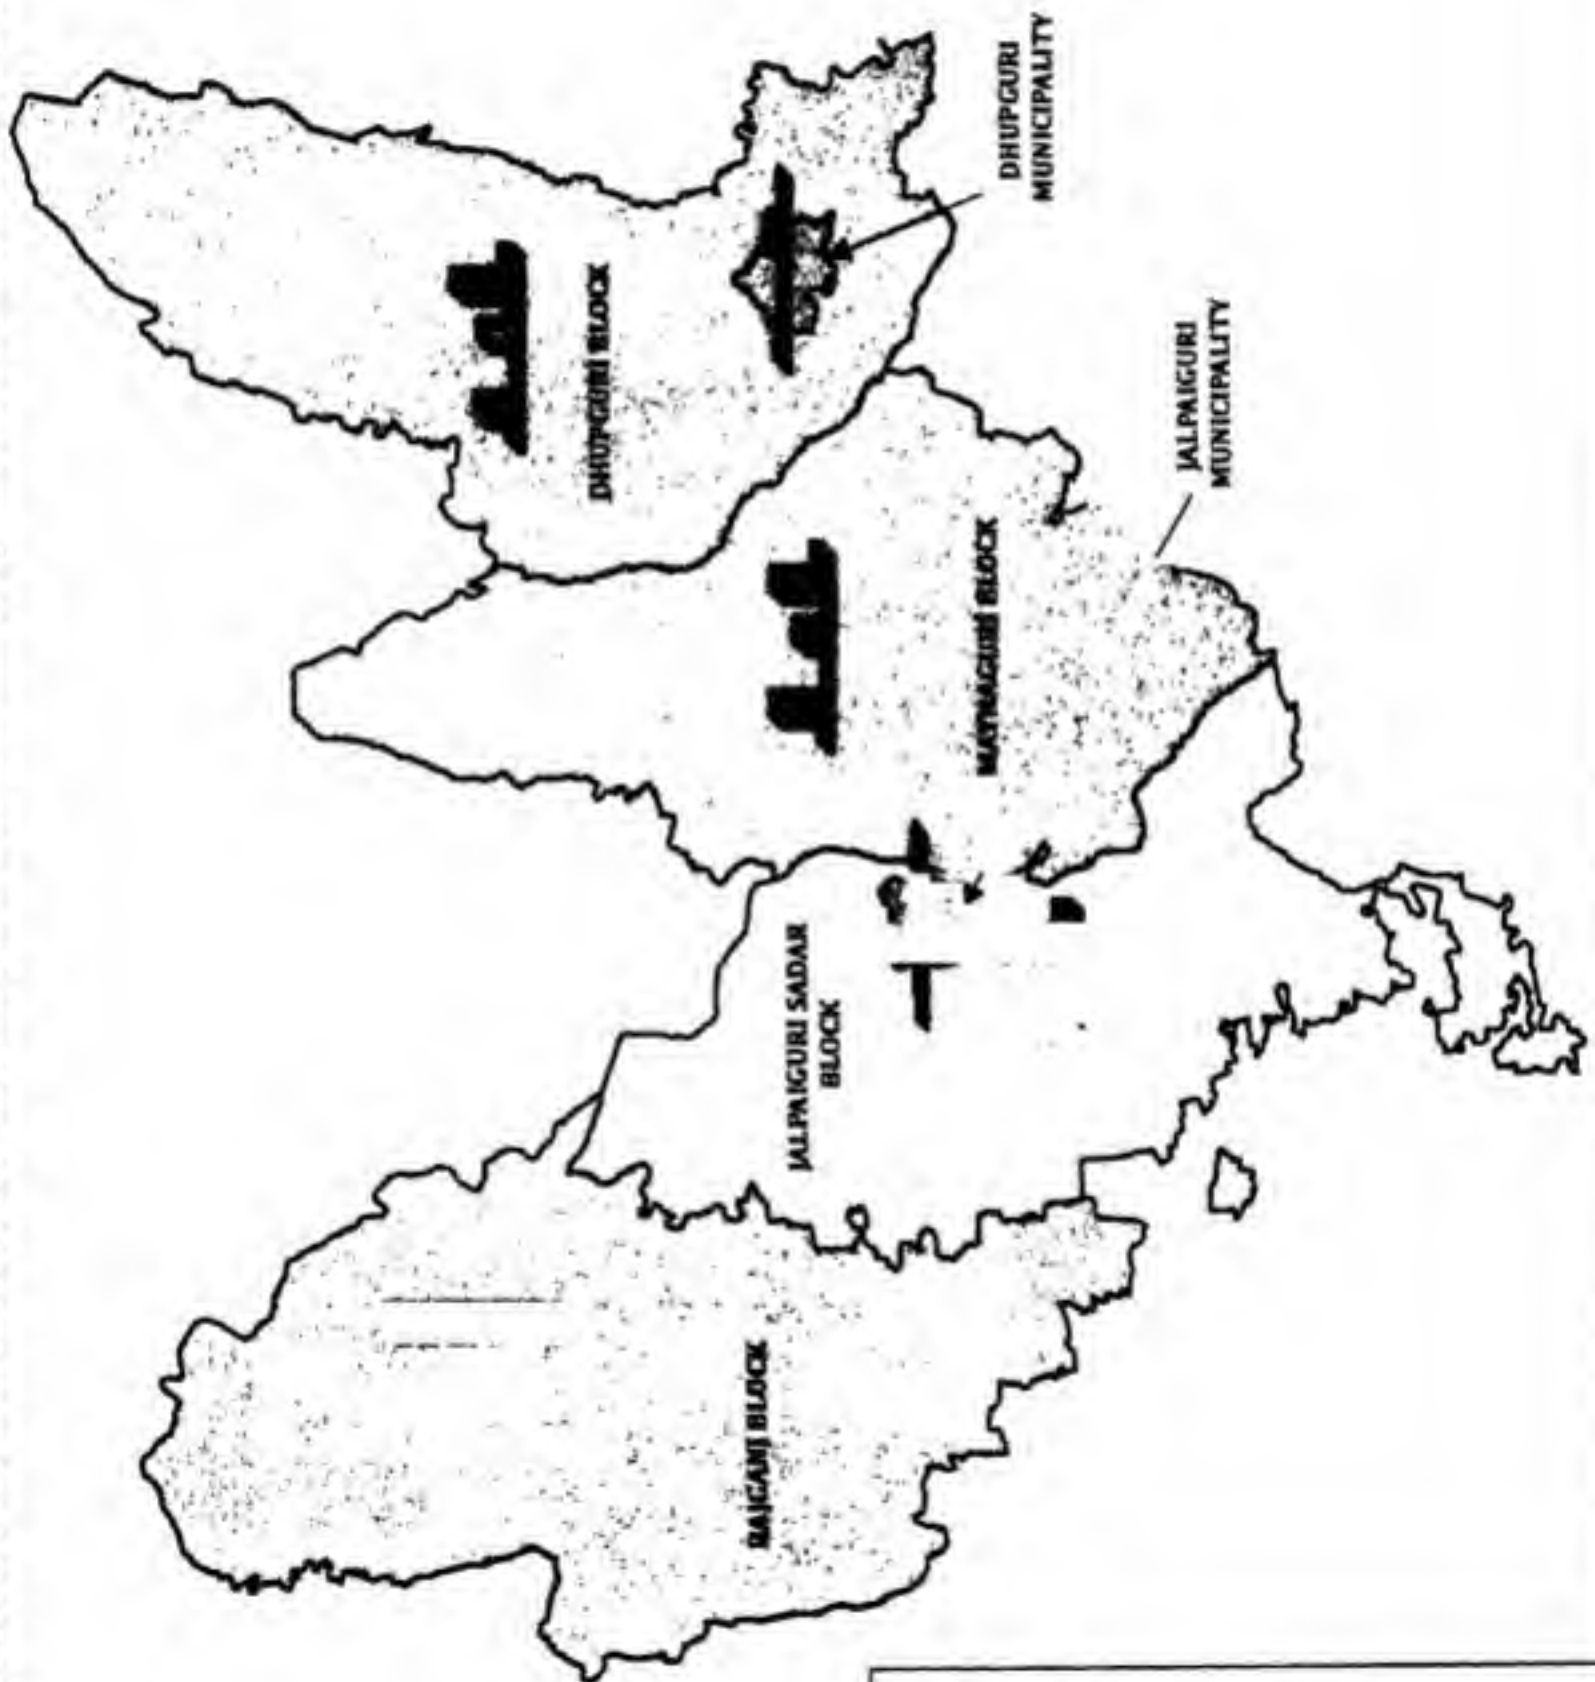 DHUPGURI
MUNICIPALITY
DHUPGURI BLOCK
JALPAIGURI
MUNICIPALITY
MAYNAGURI BLOCK
JALPAIGURI SADAR
BLOCK
RAJGANJ BLOCK